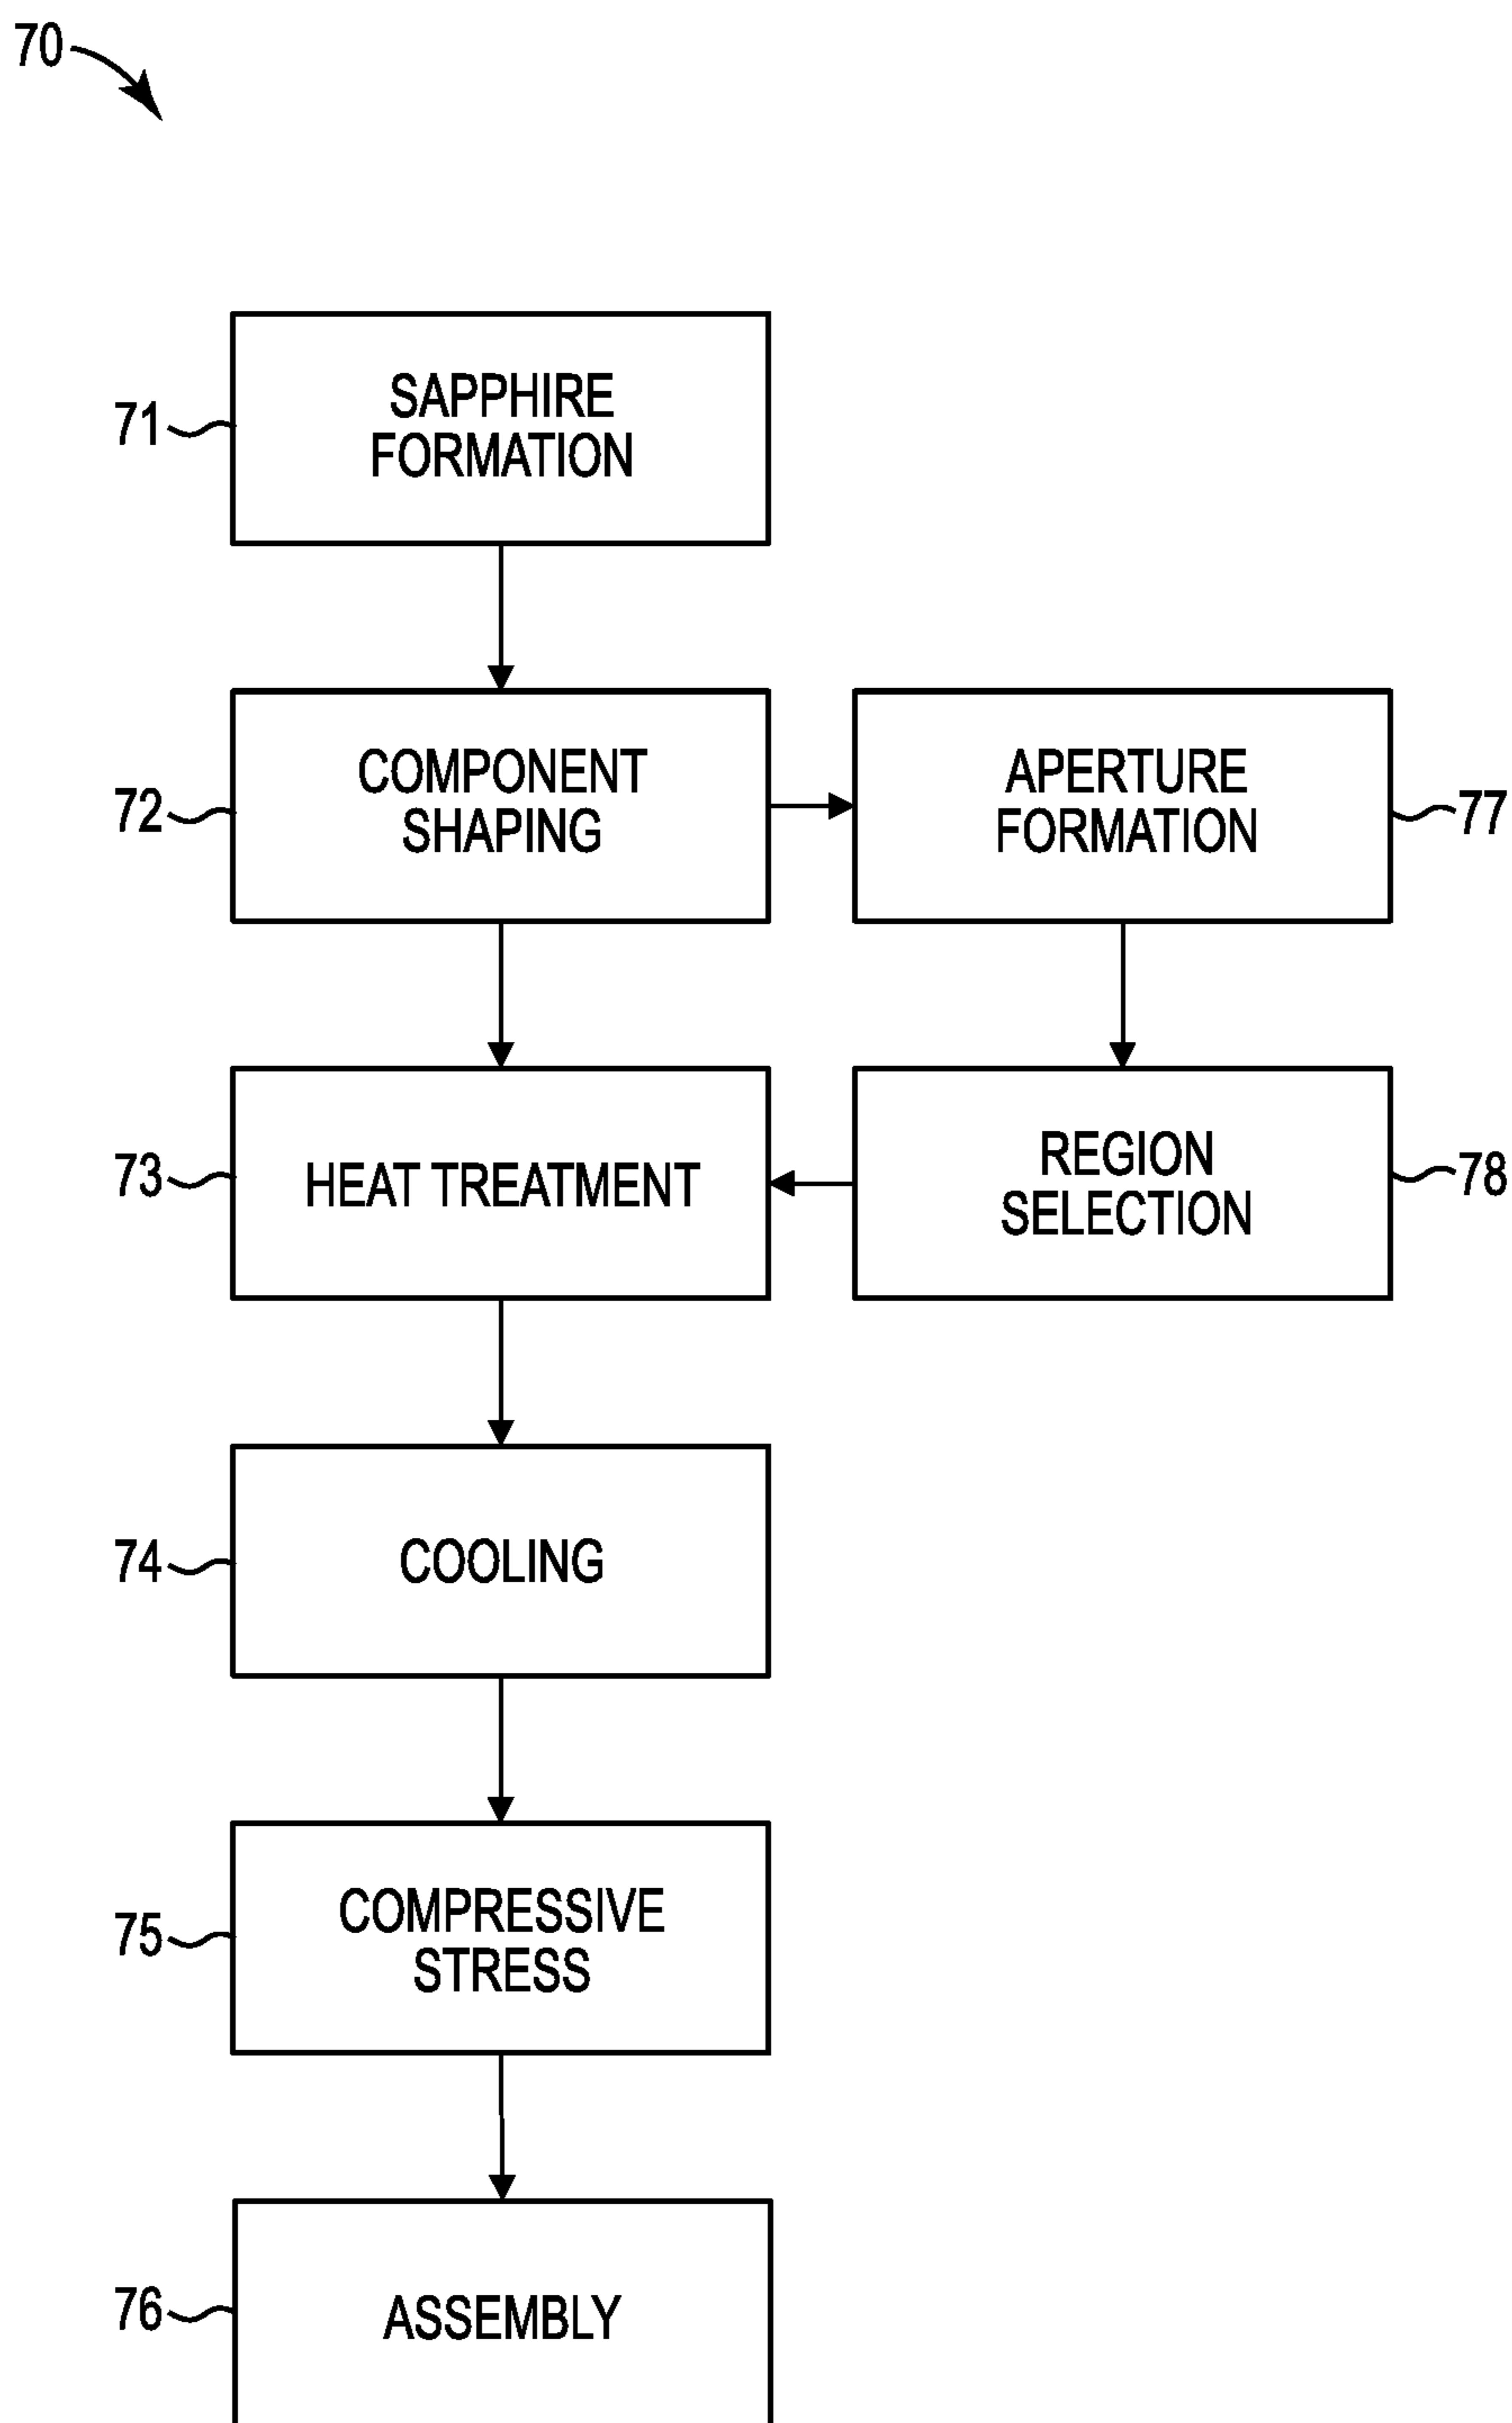 70
71
SAPPHIRE
FORMATION
72
COMPONENT
SHAPING
APERTURE
FORMATION
77
73
HEAT TREATMENT
REGION
SELECTION
78
74
COOLING
75
COMPRESSIVE
STRESS
76
ASSEMBLY